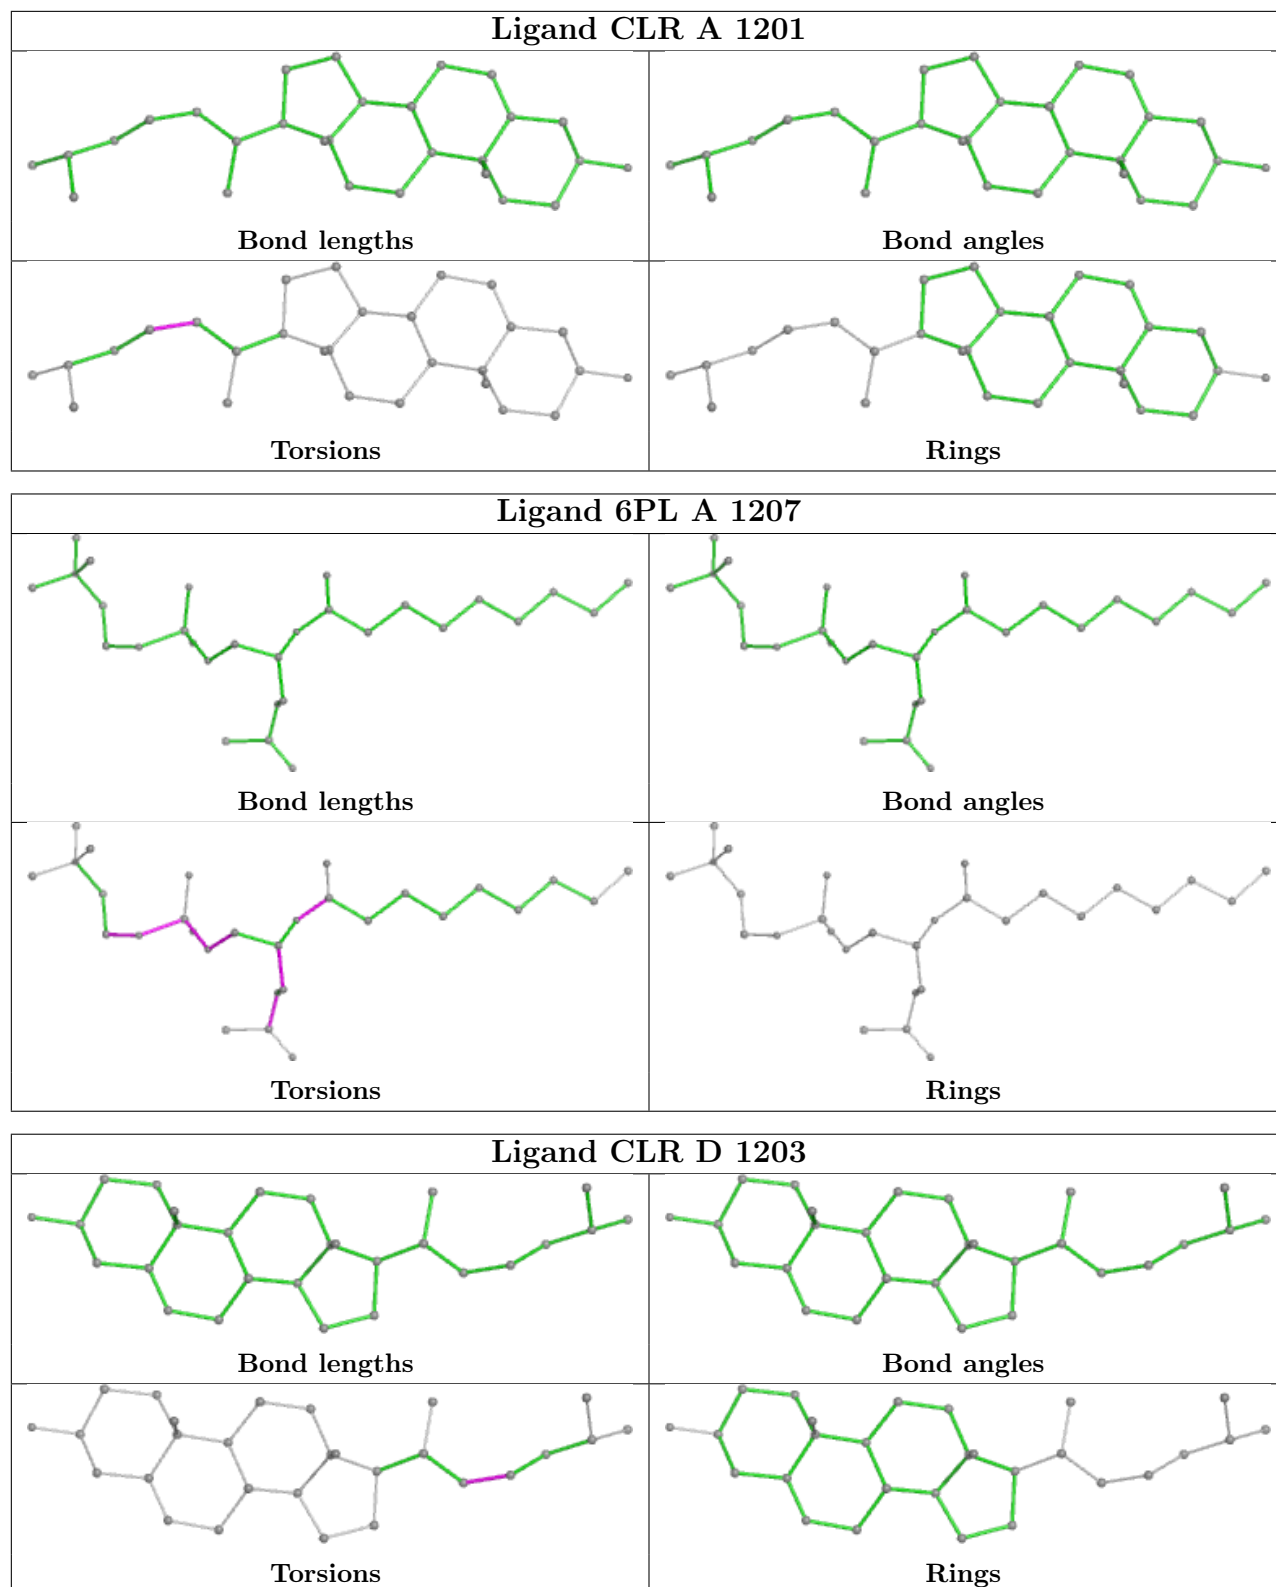 Ligand CLR A 1201
Bond lengths
Bond angles
Torsions
Rings
Ligand 6PL A 1207
Bond lengths
Bond angles
Torsions
Rings
Ligand CLR D 1203
Bond lengths
Bond angles
Torsions
Rings